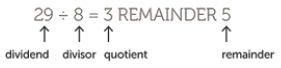 29 ÷ 8 = 3 REMAINDER 5
dividend divisor quotient remainder